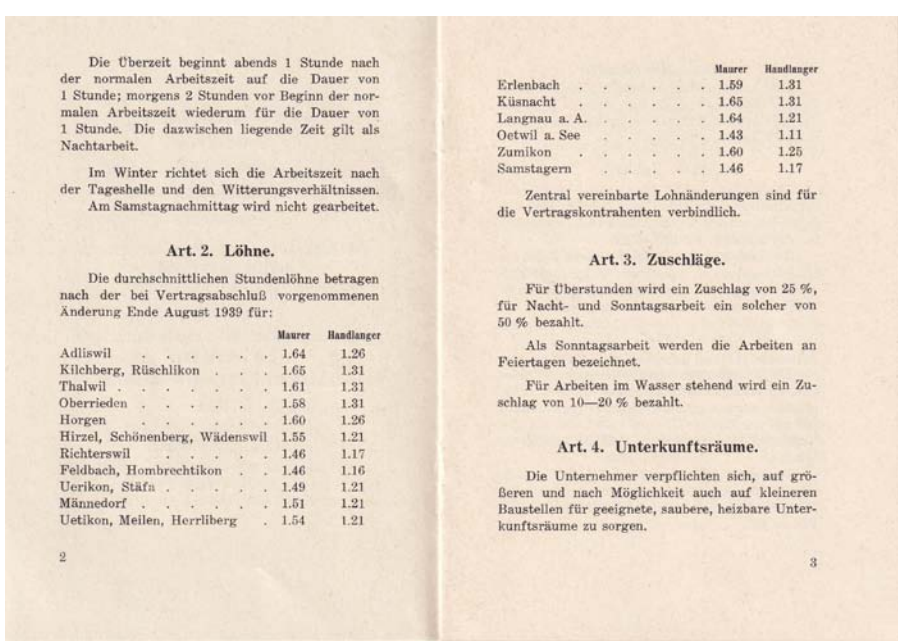 Die Überzeit beginnt abends 1 Stunde nach
der normalen Arbeitszeit auf die Dauer von
1 Stunde; morgens 2 Stunden vor Beginn der nor-
malen Arbeitszeit wiederum für die Dauer von
1 Stunde. Die dazwischen liegende Zeit gilt als
Nachtarbeit.
Im Winter richtet sich die Arbeitszeit nach
der Tageshelle und den Witterungsverhältnissen.
Am Samstagnachmittag wird nicht gearbeitet.
Art. 2. Löhne.
Die durchschnittlichen Stundenlöhne betragen
nach der bei Vertragsabschluß vorgenommenen
Änderung Ende August 1939 für:
Maurer Handlanger
Adliswil . . . . . . 1.64 1.26
Kilchberg, Rüschlikon . . . 1.65 1.31
Thalwil . . . . . . . 1.61 1.31
Oberrieden . . . . . . 1.58 1.31
Horgen . . . . . . 1.60 1.26
Hirzel, Schönenberg, Wädenswil 1.55 1.21
Richterswil . . . . . 1.46 1.17
Feldbach, Hombrechtikon . . 1.46 1.16
Uerikon, Stäfa . . . . . 1.49 1.21
Männedorf . . . . . . 1.51 1.21
Uetikon, Meilen, Herrliberg . 1.54 1.21
2
Maurer Handlanger
Erlenbach . . . . . . 1.59 1.31
Küsnacht . . . . . . 1.65 1.31
Langnau a. A. . . . . . 1.64 1.21
Oetwil a. See . . . . . 1.43 1.11
Zumikon . . . . . . 1.60 1.25
Samstagern . . . . . 1.46 1.17
Zentral vereinbarte Lohnänderungen sind für
die Vertragskontrahenten verbindlich.
Art. 3. Zuschläge.
Für Überstunden wird ein Zuschlag von 25 %,
für Nacht- und Sonntagsarbeit ein solcher von
50 % bezahlt.
Als Sonntagsarbeit werden die Arbeiten an
Feiertagen bezeichnet.
Für Arbeiten im Wasser stehend wird ein Zu-
schlag von 10—20 % bezahlt.
Art. 4. Unterkunftsräume.
Die Unternehmer verpflichten sich, auf grö-
ßeren und nach Möglichkeit auch auf kleineren
Baustellen für geeignete, saubere, heizbare Unter-
kunftsräume zu sorgen.
3